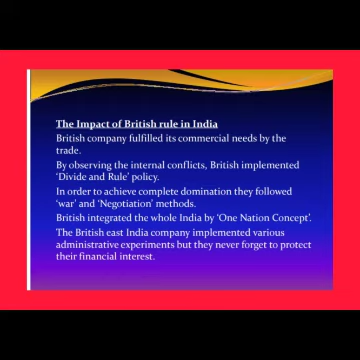 The Impact of British rule in India
British company fulfilled its commercial needs by the
trade.
By observing the internal conflicts, British implemented
‘Divide and Rule’ policy.
In order to achieve complete domination they followed
‘war’ and ‘Negotiation’ methods.
British integrated the whole India by ‘One Nation Concept’.
The British east India company implemented various
administrative experiments but they never forget to protect
their financial interest.